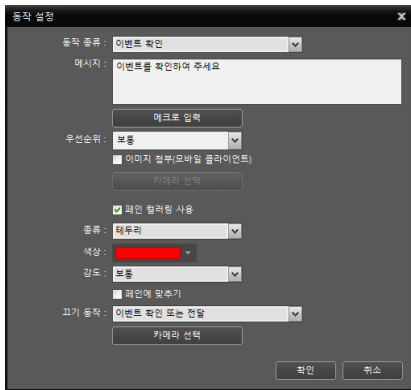 동작 설정
동작 종류 : 이벤트 확인
메시지 : 이벤트를 확인하여 주세요
메크로 입력
우선순위 : 보통
이미지 첨부(모바일 클라이언트)
카메라 선택
페인 컬러링 사용
종류 : 테두리
색상 :
강도 : 보통
페인에 맞추기
끄기 동작 : 이벤트 확인 또는 전달
카메라 선택
확인 취소